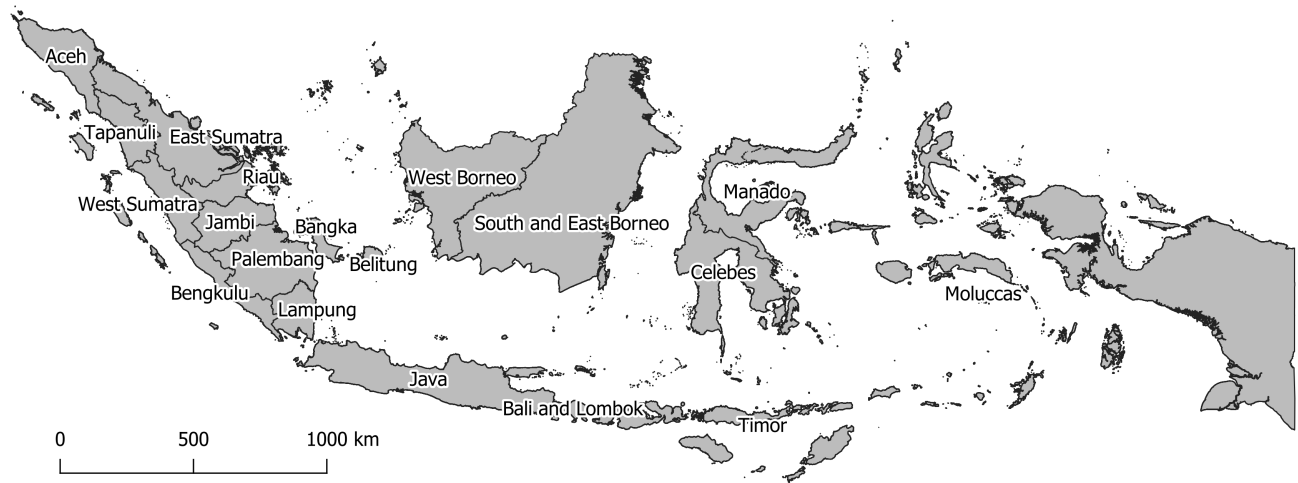 Aceh
Tapanuli
East Sumatra
Riau
West Borneo
Manado
West Sumatra
Jambi
Bangka
South and East Borneo
Palembang
Belitung
Celebes
Bengkulu
Moluccas
Lampung
Java
Bali and Lombok
Timor
0 500 1000 km